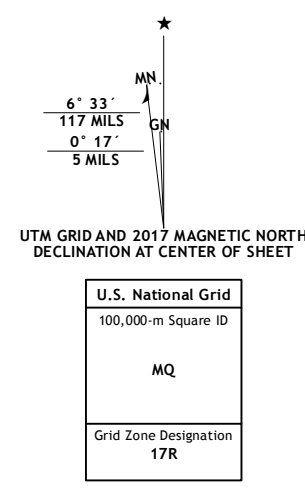 MN
6° 33´
117 MILS
GN
0° 17´
5 MILS
UTM GRID AND 2017 MAGNETIC NORTH
DECLINATION AT CENTER OF SHEET
U.S. National Grid
100,000-m Square ID
MQ
Grid Zone Designation
17R